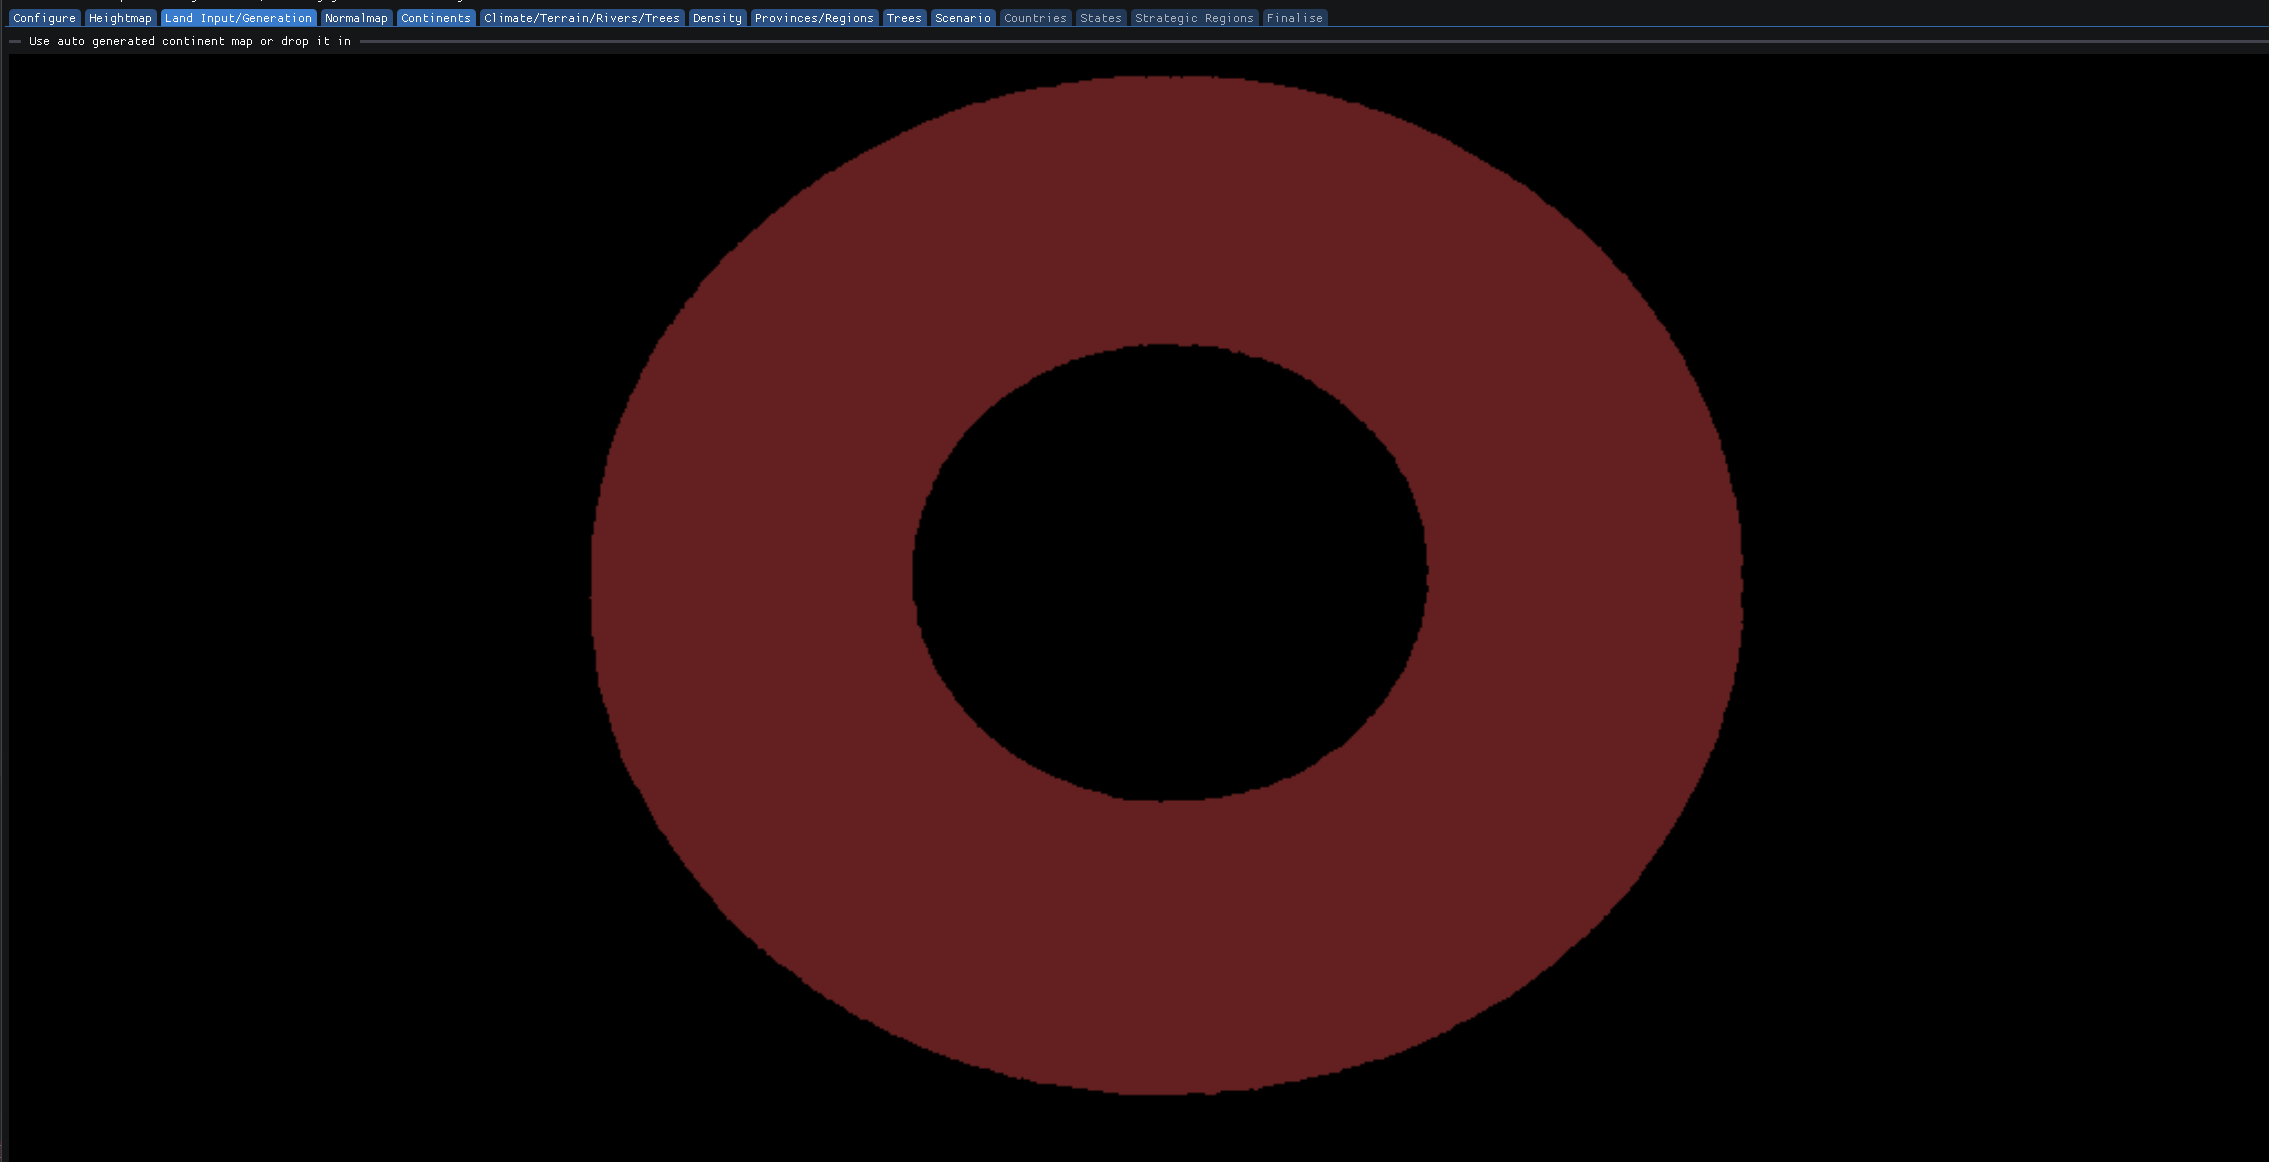 Configure Heightmap Land Input/Generation Normalmap Continents Climate/Terrain/Rivers/Trees Density Provinces/Regions Trees Scenario Countries States Strategic Regions Finalise
Use auto generated continent map or drop it in